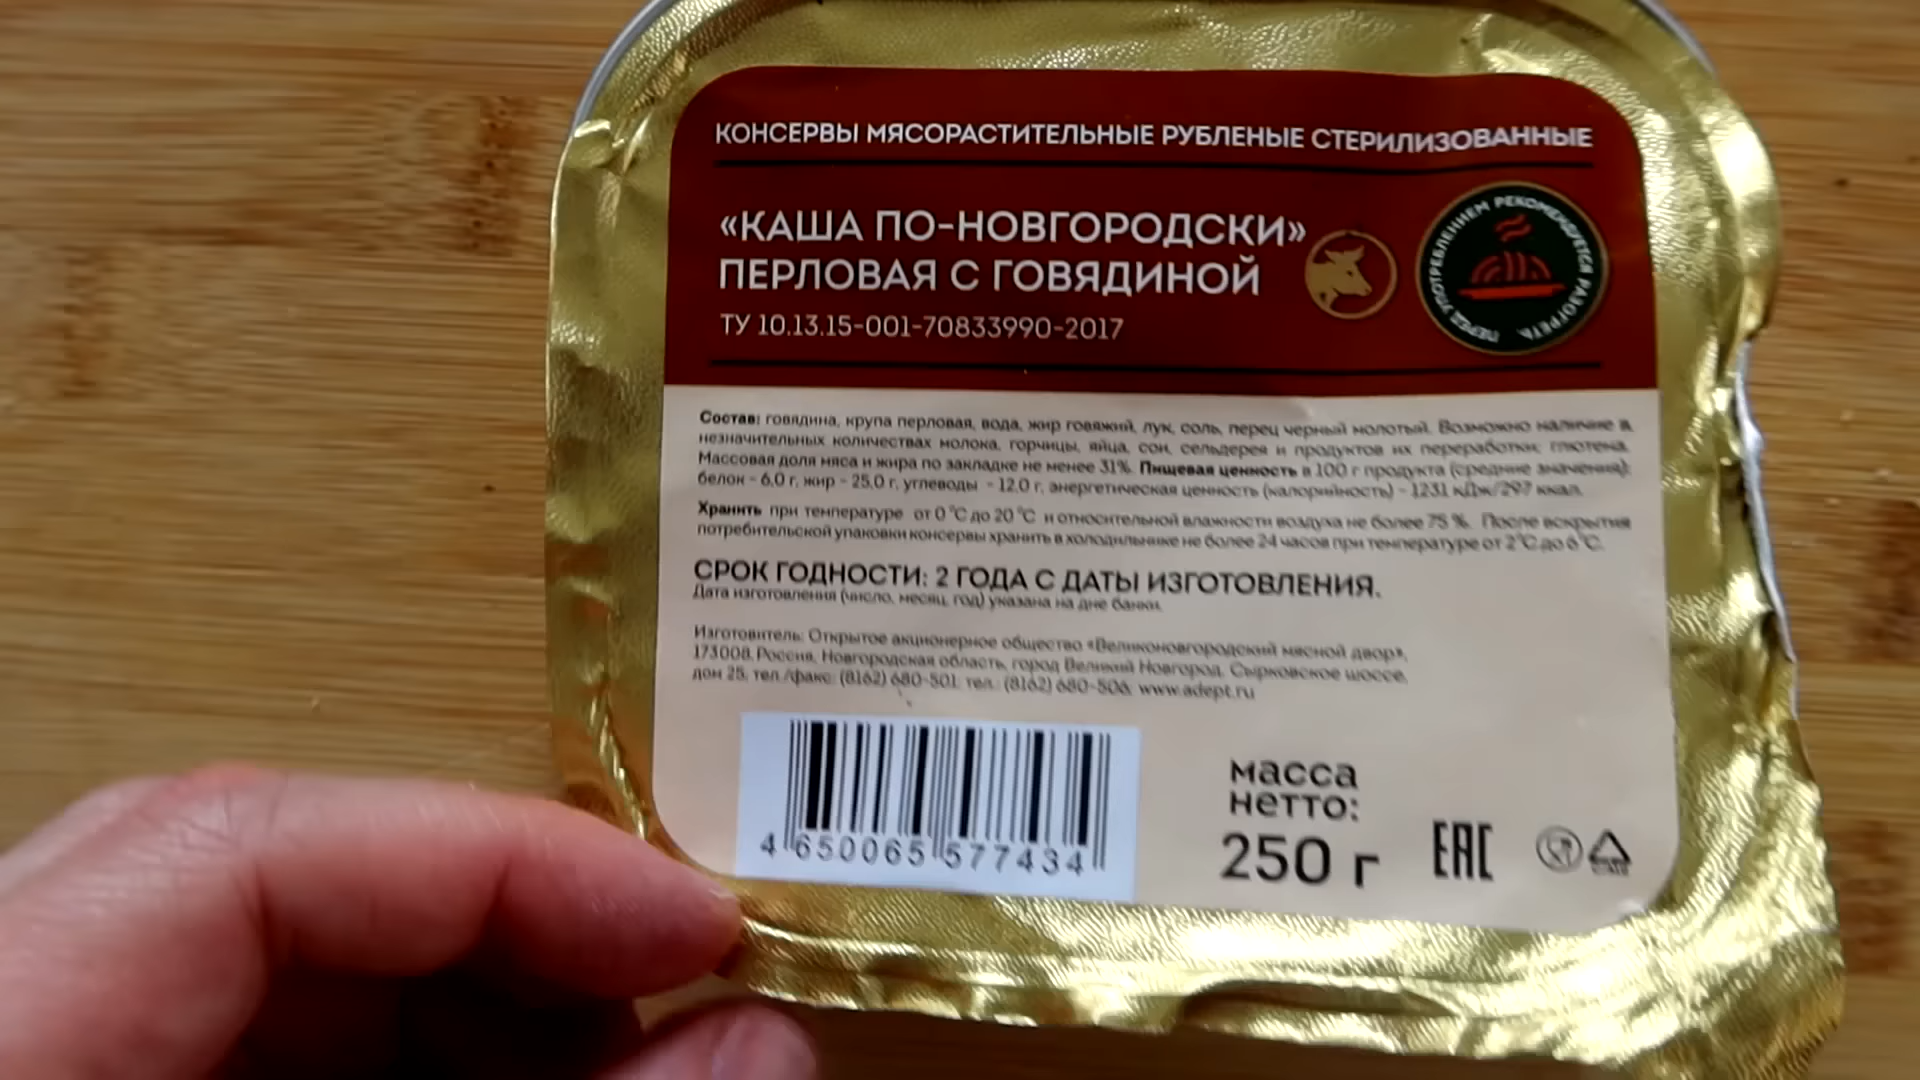 КОНСЕРВЫ МЯСОРАСТИТЕЛЬНЫЕ РУБЛЕНЫЕ СТЕРИЛИЗОВАННЫЕ
«КАША ПО-НОВГОРОДСКИ»
ПЕРЛОВАЯ С ГОВЯДИНОЙ
ТУ 10.13.15-001-70833990-2017
ПЕРЕД УПОТРЕБЛЕНИЕМ РЕКОМЕНДУЕТСЯ РАЗОГРЕТЬ
Состав: говядина, крупа перловая, вода, жир говяжий, лук, соль, перец черный молотый. Возможно наличие в
незначительных количествах молока, горчицы, яйца, сои, сельдерея и продуктов их переработки; глютена.
Массовая доля мяса и жира по закладке не менее 31%. Пищевая ценность в 100 г продукта (средние значения):
белок - 6,0 г, жир - 25,0 г, углеводы - 12,0 г, энергетическая ценность (калорийность) - 1231 кДж/297 ккал.
Хранить при температуре от 0 °С до 20 °С и относительной влажности воздуха не более 75 %. После вскрытия
потребительской упаковки консервы хранить в холодильнике не более 24 часов при температуре от 2°С до 6°С.
СРОК ГОДНОСТИ: 2 ГОДА С ДАТЫ ИЗГОТОВЛЕНИЯ.
Дата изготовления (число, месяц, год) указана на дне банки.
Изготовитель: Открытое акционерное общество «Великоновгородский мясной двор»,
173008, Россия, Новгородская область, город Великий Новгород, Сырковское шоссе,
дом 25, тел./факс: (8162) 680-501; тел.: (8162) 680-506; www.adept.ru
4 650065 577434
масса
нетто:
250 г
ЕАС